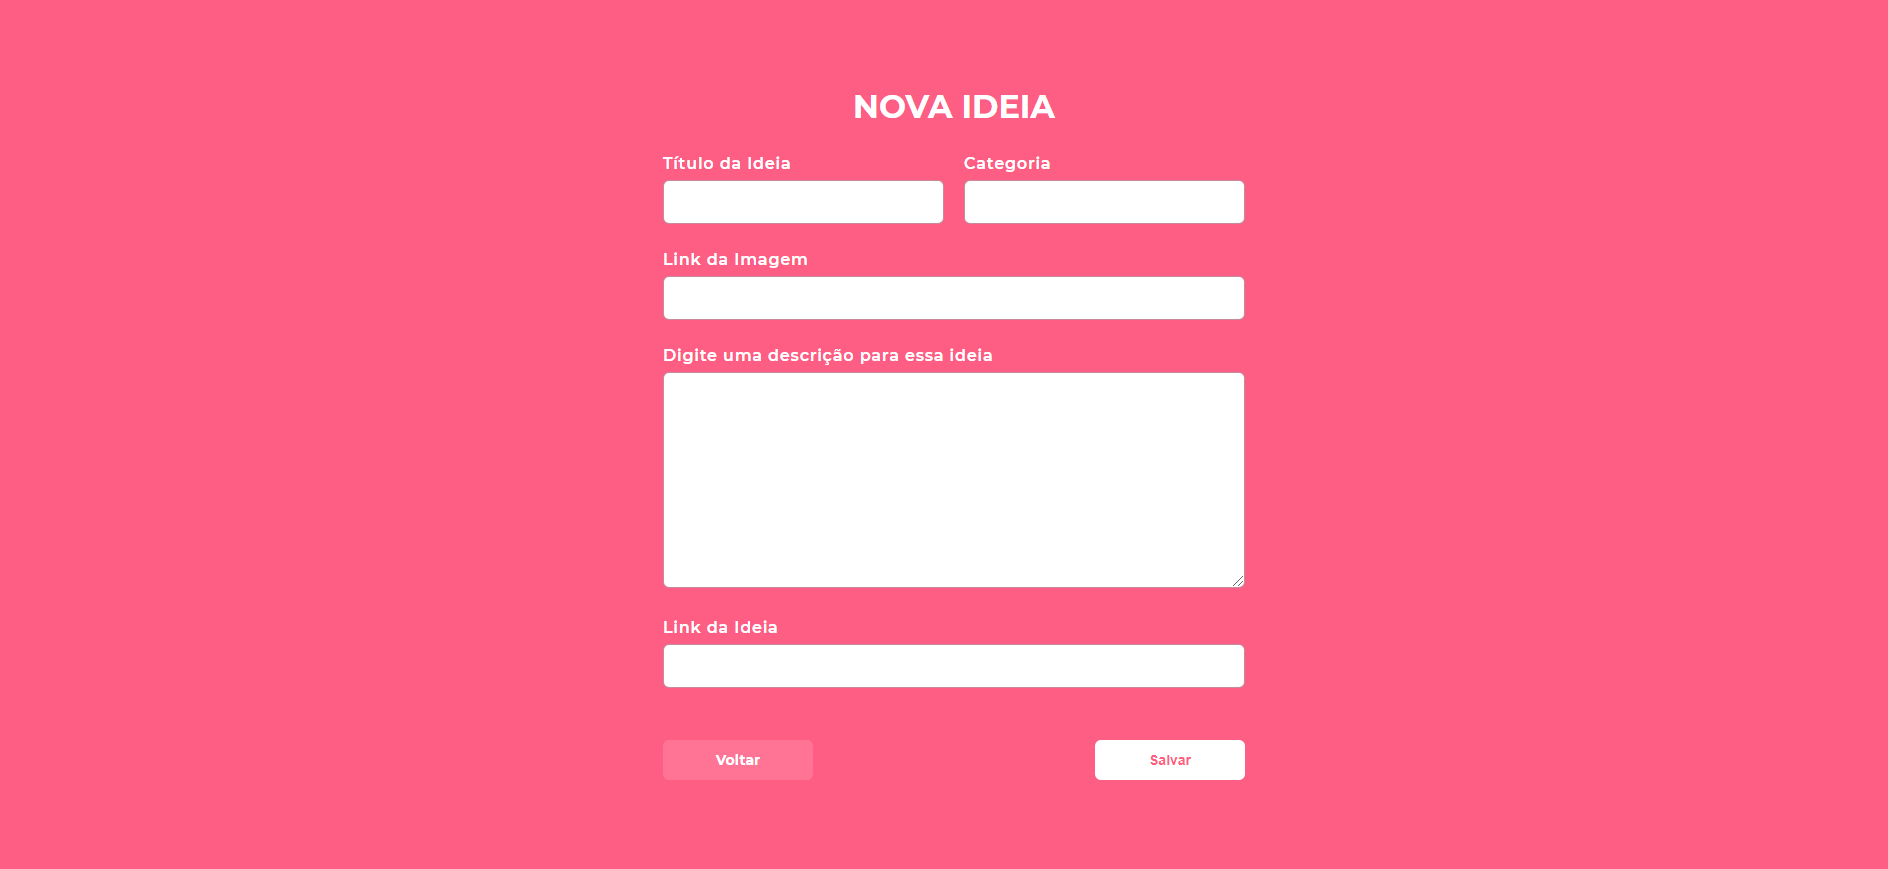 NOVA IDEIA
Título da Ideia
Categoria
Link da Imagem
Digite uma descrição para essa ideia
Link da Ideia
Voltar
Salvar